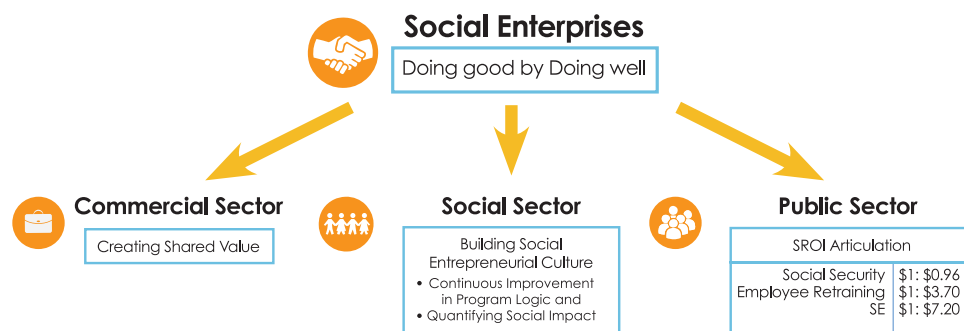 Social Enterprises
Doing good by Doing well
Commercial Sector
Creating Shared Value
Social Sector
Building Social
Entrepreneurial Culture
• Continuous Improvement
in Program Logic and
• Quantifying Social Impact
Public Sector
SROI Articulation
Social Security $1: $0.96
Employee Retraining $1: $3.70
SE $1: $7.20